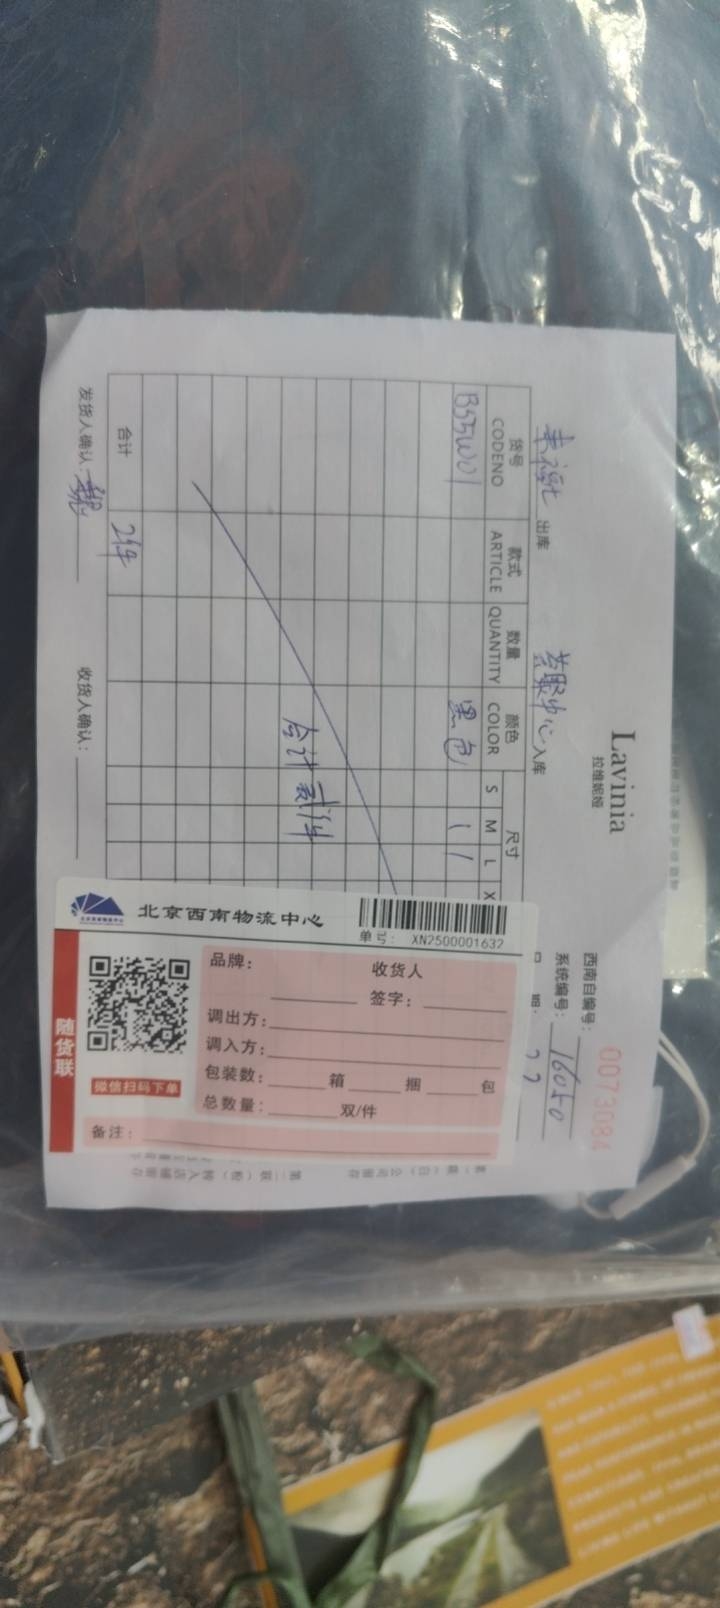 Lavinia
拉维妮娅
西南自编号:
0073084
系统编号: 16050
出库
荟聚中心入库
货号 款式 数量 颜色 尺寸
CODENO ARTICLE QUANTITY COLOR S M L X
B55W01 黑色 1 1
合计贰件
合计 2件
发货人确认:
收货人确认:
北京西南物流中心
单号: XN2500001632
品牌: 收货人
签字:
调出方:
调入方:
包装数: 箱 捆 包
总数量: 双/件
备注:
微信扫码下单
随货联